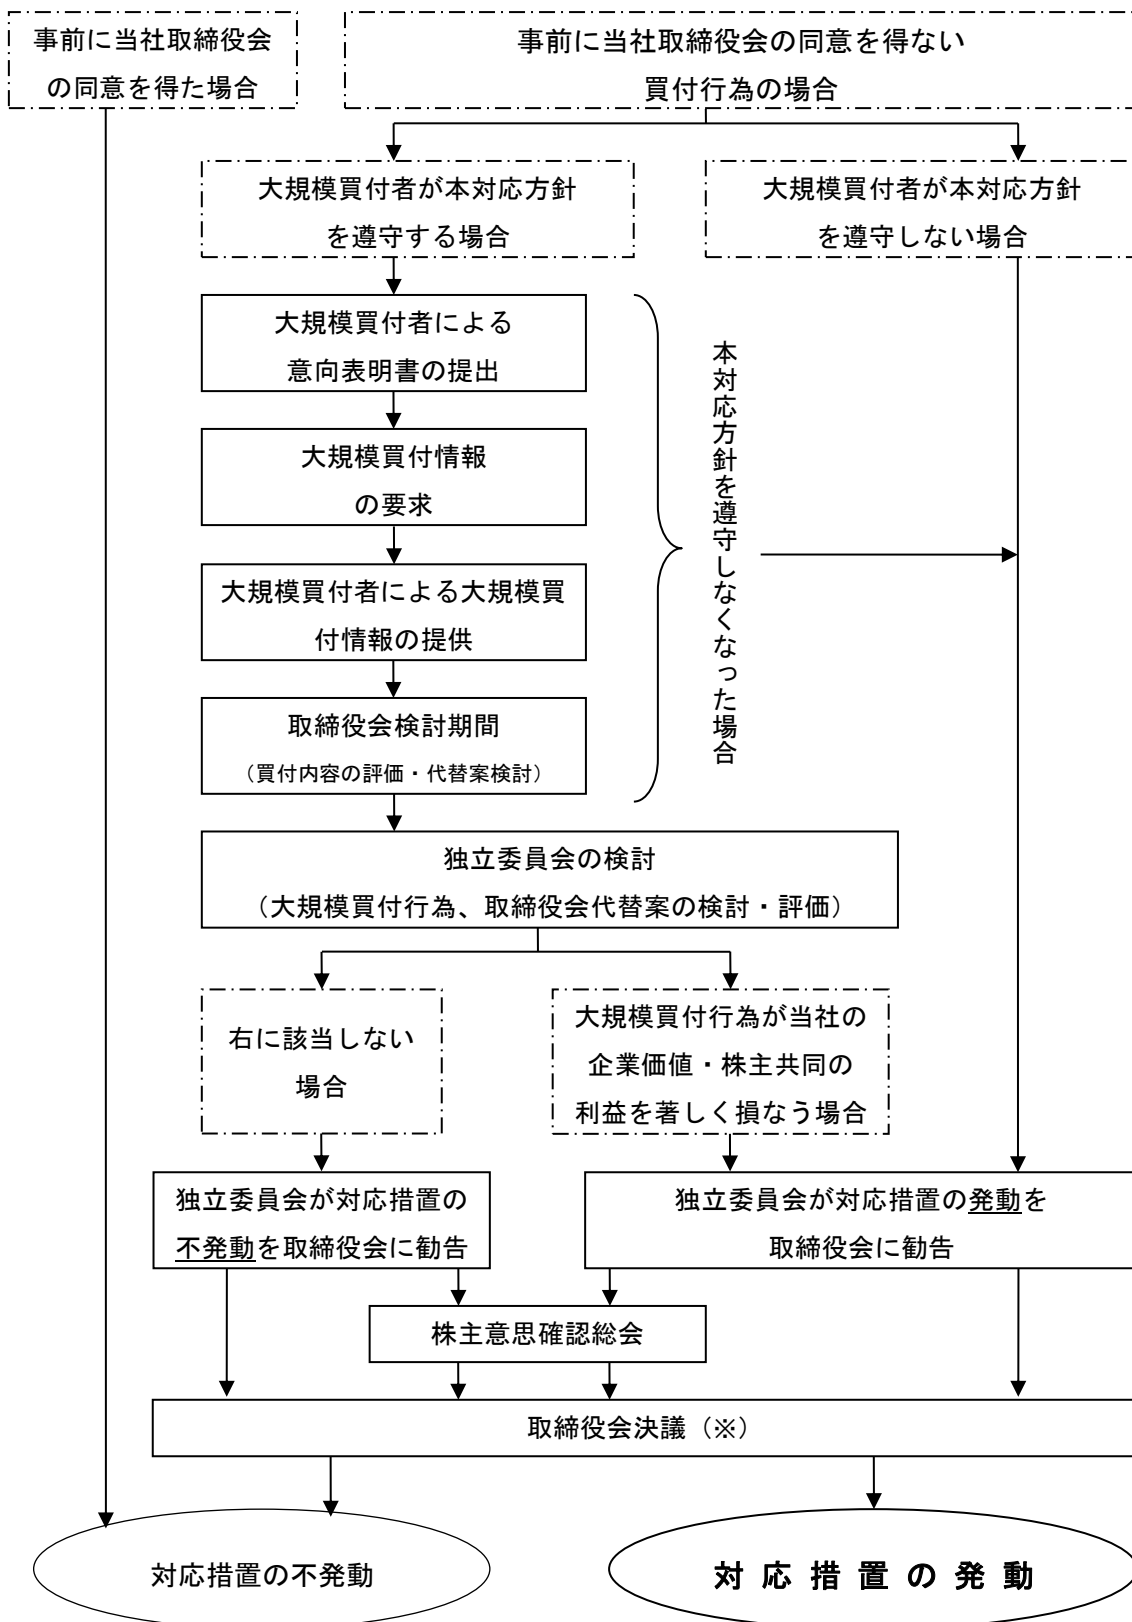 事前に当社取締役会
の同意を得た場合
事前に当社取締役会の同意を得ない
買付行為の場合
大規模買付者が本対応方針
を遵守する場合
大規模買付者が本対応方針
を遵守しない場合
大規模買付者による
意向表明書の提出
大規模買付情報
の要求
大規模買付者による大規模買
付情報の提供
取締役会検討期間
（買付内容の評価・代替案検討）
本対応方針を遵守しなくなった場合
独立委員会の検討
（大規模買付行為、取締役会代替案の検討・評価）
右に該当しない
場合
大規模買付行為が当社の
企業価値・株主共同の
利益を著しく損なう場合
独立委員会が対応措置の
不発動を取締役会に勧告
独立委員会が対応措置の発動を
取締役会に勧告
株主意思確認総会
取締役会決議（※）
対応措置の不発動
対応措置の発動